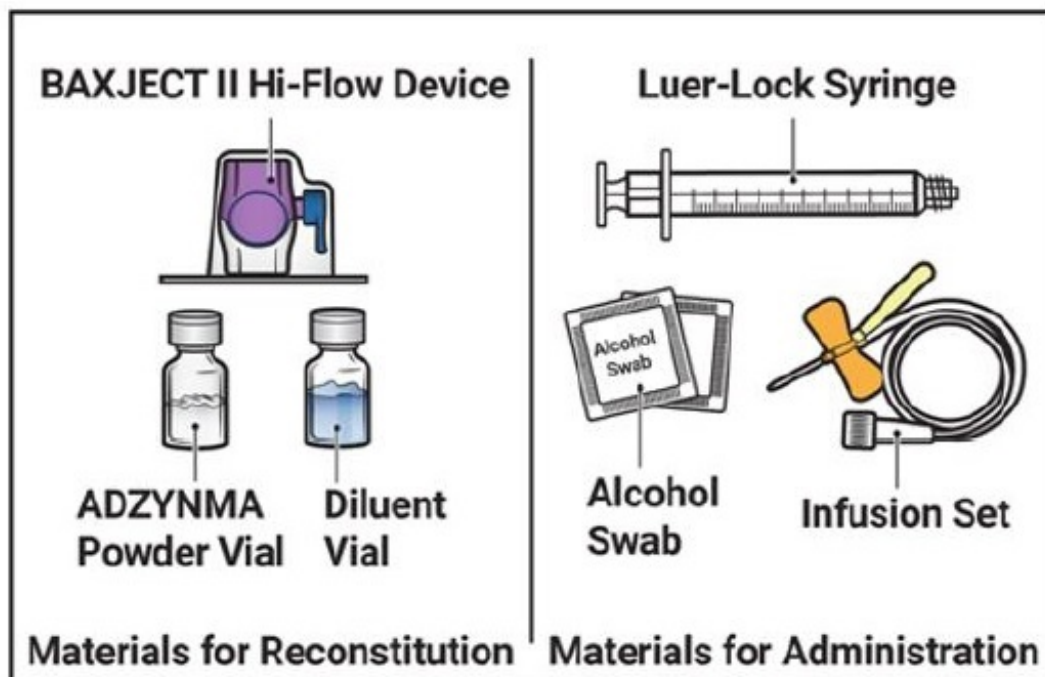 BAXJECT II Hi-Flow Device
ADZYNMA
Powder Vial
Diluent
Vial
Materials for Reconstitution
Luer-Lock Syringe
Alcohol
Swab
Alcohol
Swab
Infusion Set
Materials for Administration